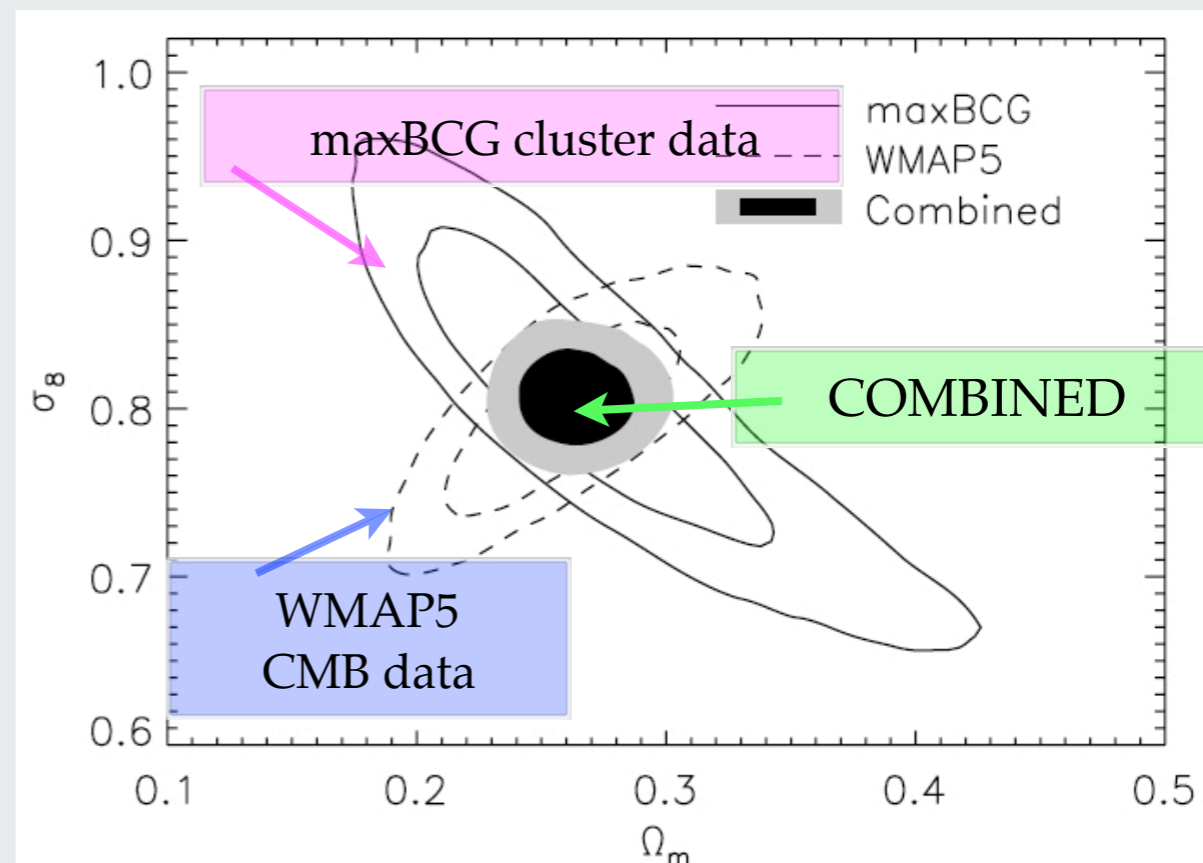 1.0
0.9
0.8
0.7
0.6
σ₈
maxBCG cluster data
maxBCG
WMAP5
Combined
COMBINED
WMAP5
CMB data
0.1 0.2 0.3 0.4 0.5
Ωₘ